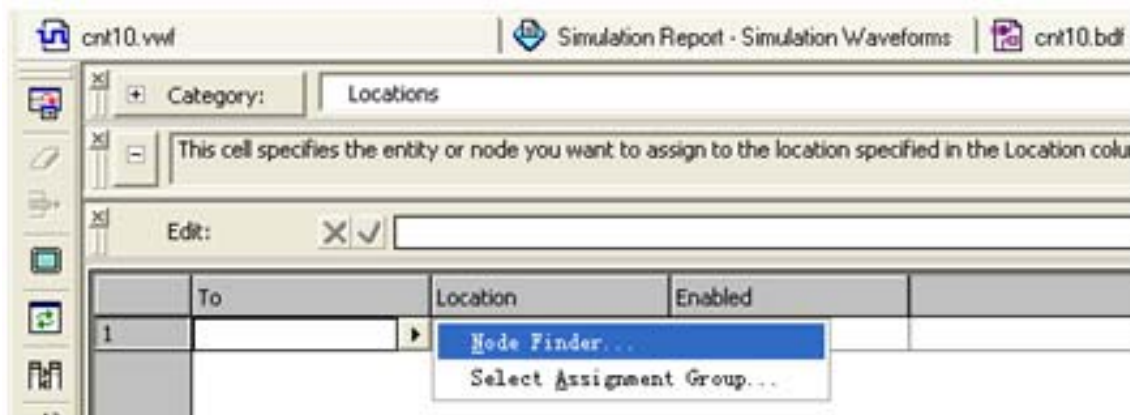 cnt10.vwf
Simulation Report - Simulation Waveforms
cnt10.bdf
Category:
Locations
This cell specifies the entity or node you want to assign to the location specified in the Location
Edit:
To
Location
Enabled
1
Node Finder...
Select Assignment Group...